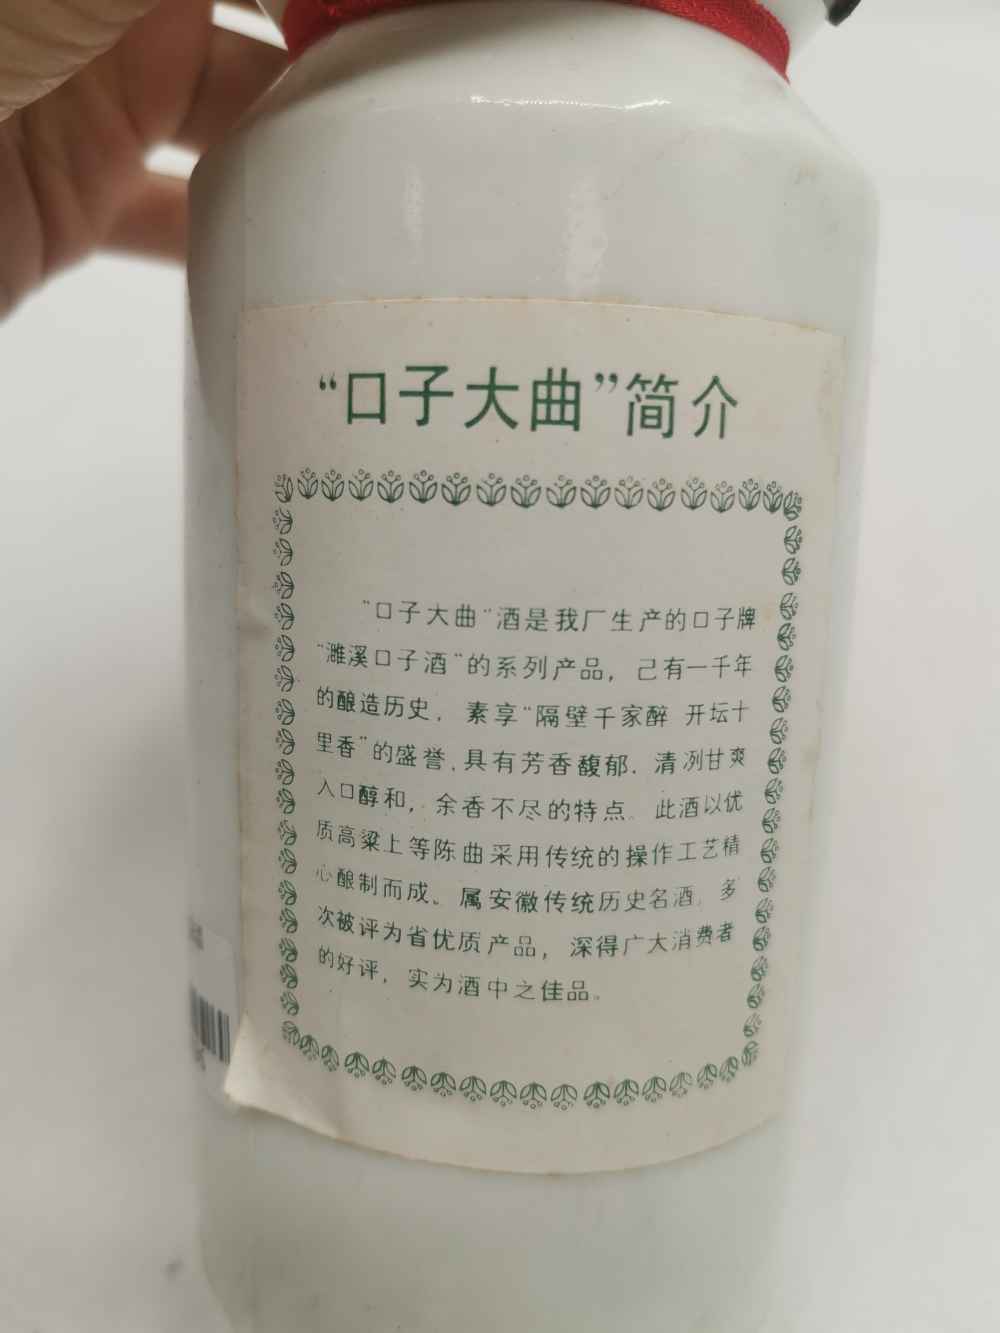 “口子大曲”简介
“口子大曲“酒是我厂生产的口子牌
“濉溪口子酒”的系列产品，己有一千年
的酿造历史，素享“隔壁千家醉 开坛十
里香”的盛誉、具有芳香馥郁．清冽甘爽
入口醇和，余香不尽的特点。此酒以优
质高粱上等陈曲采用传统的操作工艺精
心酿制而成。属安徽传统历史名酒，多
次被评为省优质产品，深得广大消费者
的好评，实为酒中之佳品。